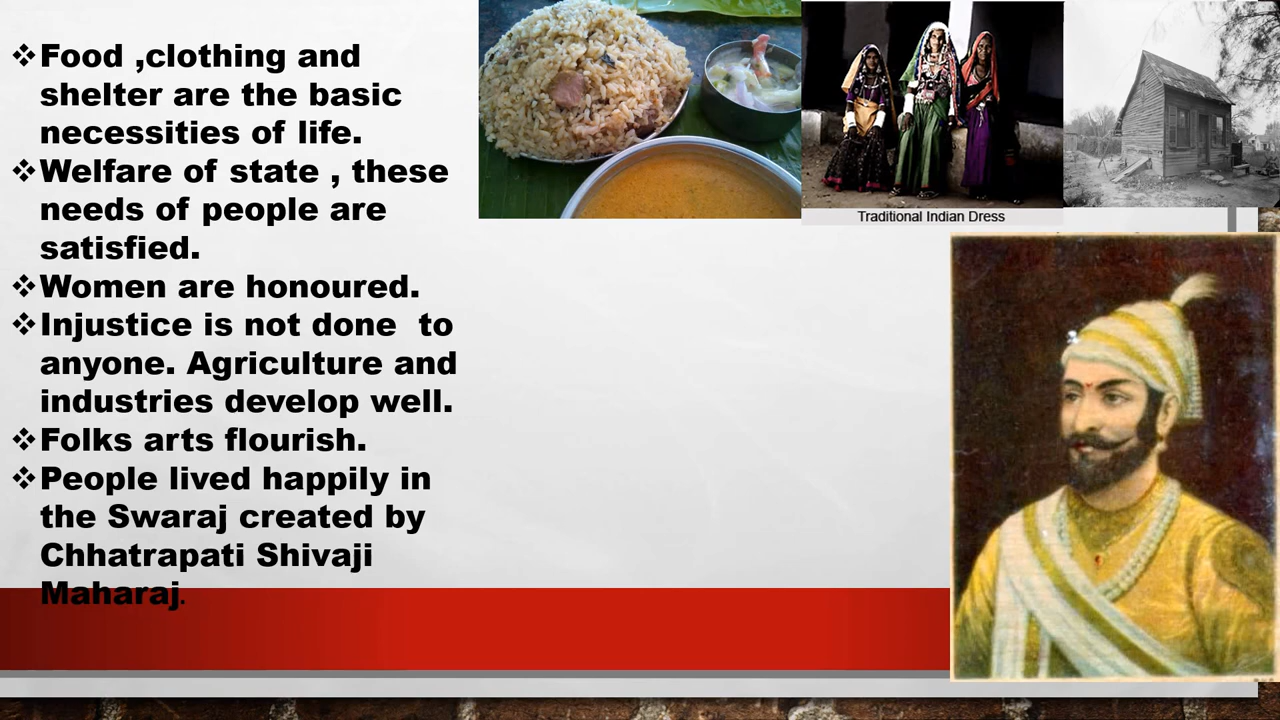 ❖Food ,clothing and
shelter are the basic
necessities of life.
❖Welfare of state , these
needs of people are
satisfied.
❖Women are honoured.
❖Injustice is not done  to
anyone. Agriculture and
industries develop well.
❖Folks arts flourish.
❖People lived happily in
the Swaraj created by
Chhatrapati Shivaji
Maharaj.
Traditional Indian Dress